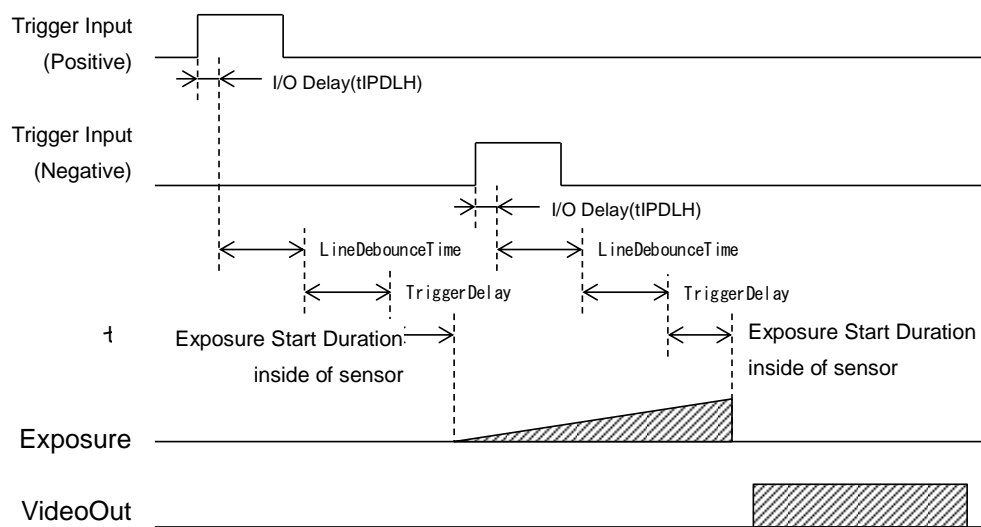 Trigger Input
(Positive)
I/O Delay(tIPDLH)
Trigger Input
(Negative)
I/O Delay(tIPDLH)
LineDebounceTime
LineDebounceTime
TriggerDelay
TriggerDelay
Exposure Start Duration
inside of sensor
Exposure Start Duration
inside of sensor
Exposure
VideoOut